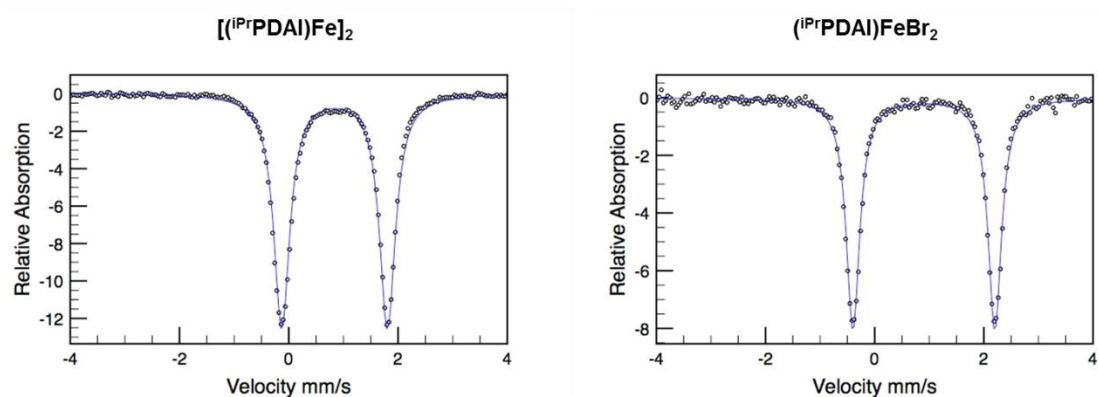 [(ⁱᴾʳPDAI)Fe]₂
0
-2
-4
-6
-8
-10
-12
Relative Absorption
-4 -2 0 2 4
Velocity mm/s
(ⁱᴾʳPDAI)FeBr₂
0
-2
-4
-6
-8
Relative Absorption
-4 -2 0 2 4
Velocity mm/s